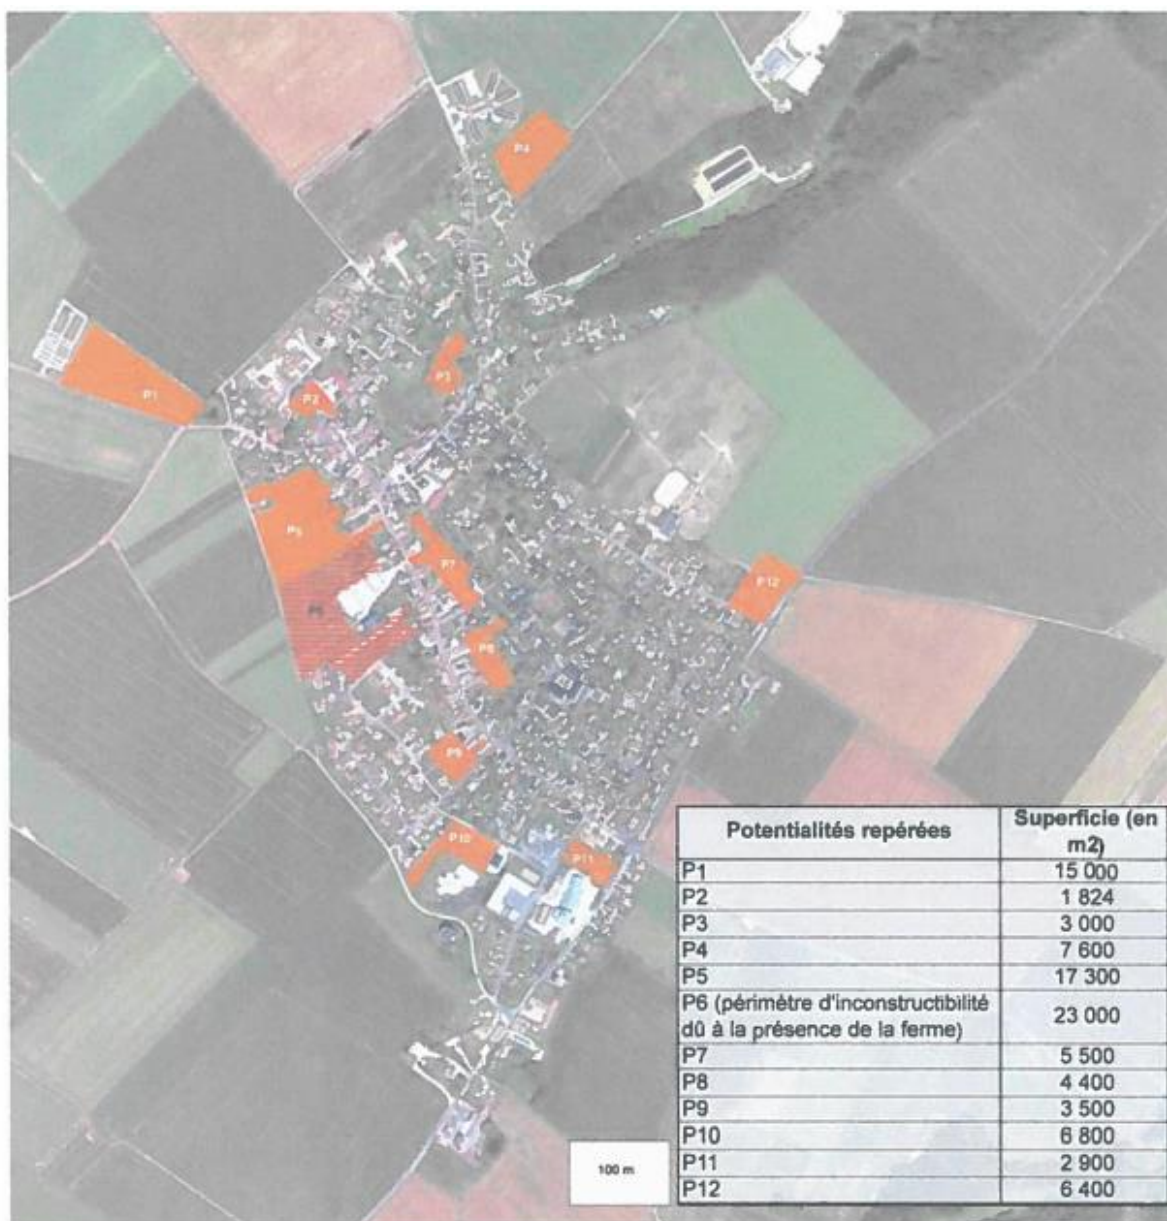 P4
P1
P2
P3
P5
P7
P6
P12
P8
P9
P10
P11
Potentialités repérées Superficie (en
m2)
P1 15 000
P2 1 824
P3 3 000
P4 7 600
P5 17 300
P6 (périmètre d'inconstructibilité
dû à la présence de la ferme) 23 000
P7 5 500
P8 4 400
P9 3 500
P10 6 800
P11 2 900
P12 6 400
100 m